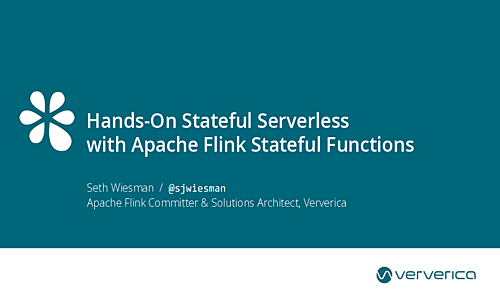 Hands-On Stateful Serverless
with Apache Flink Stateful Functions
Seth Wiesman / @sjwiesman
Apache Flink Committer & Solutions Architect, Ververica
ververica